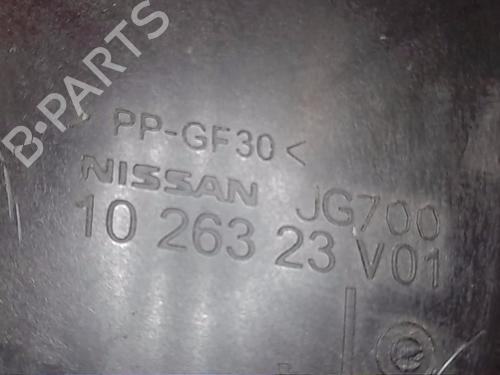 B-PARTS
> PP-GF30 <
NISSAN JG700
10 263 23 V01